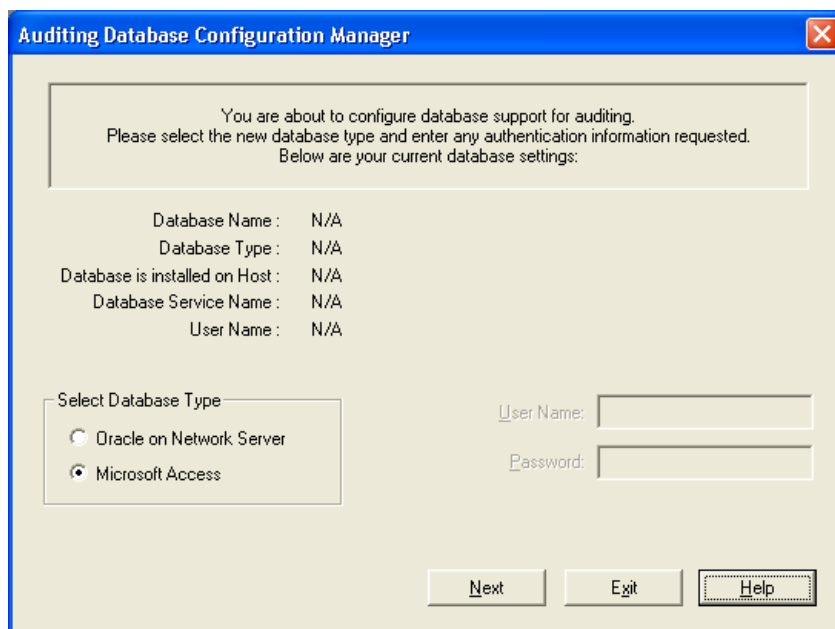 Auditing Database Configuration Manager
You are about to configure database support for auditing.
Please select the new database type and enter any authentication information requested.
Below are your current database settings:
Database Name : N/A
Database Type : N/A
Database is installed on Host : N/A
Database Service Name : N/A
User Name : N/A
Select Database Type
Oracle on Network Server
Microsoft Access
User Name:
Password:
Next Exit Help